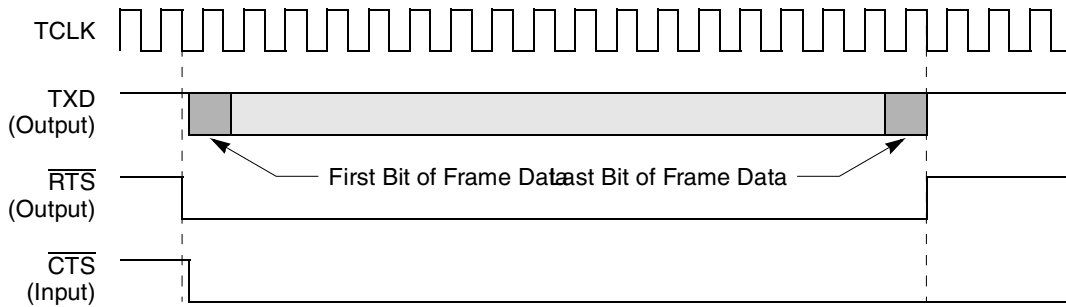 TCLK
TXD
(Output)
First Bit of Frame Data
Last Bit of Frame Data
RTS
(Output)
CTS
(Input)